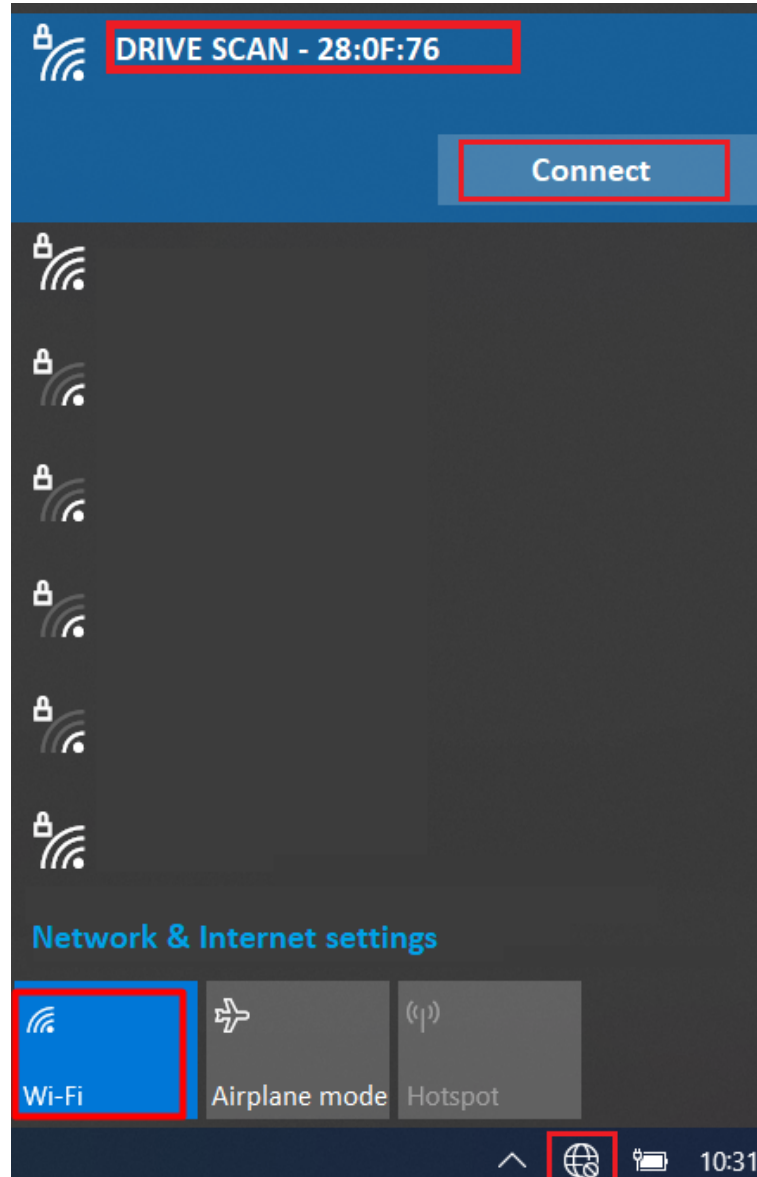 DRIVE SCAN - 28:0F:76
Connect
Network & Internet settings
Wi-Fi
Airplane mode
Hotspot
10:31